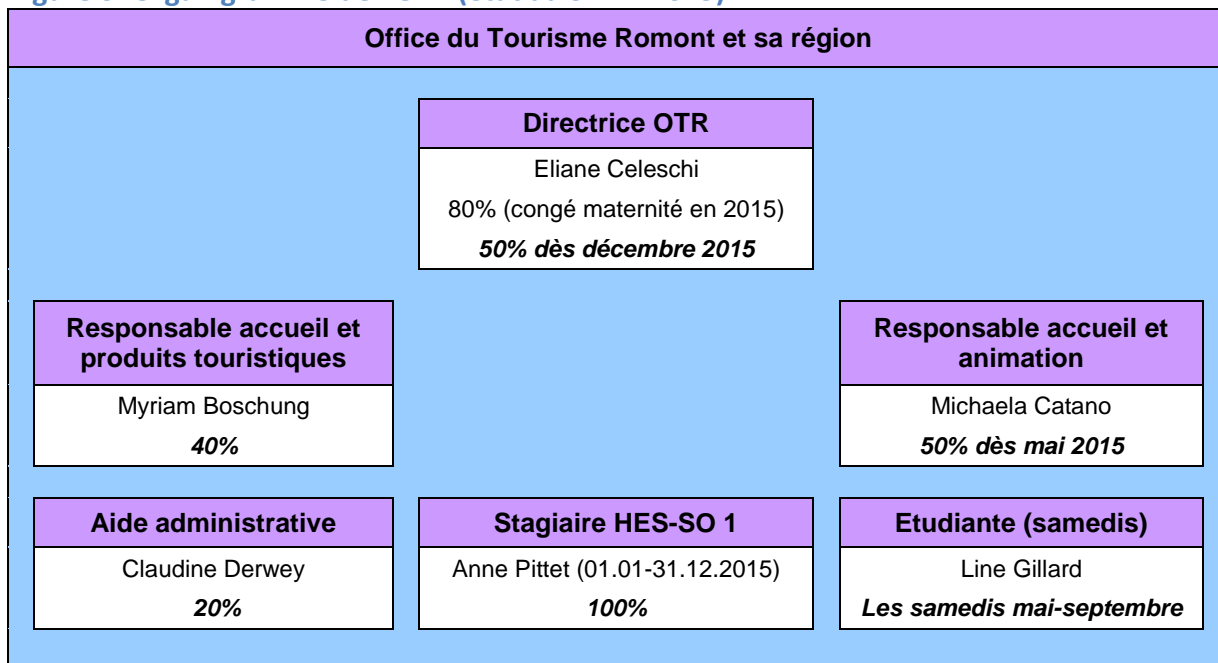 Office du Tourisme Romont et sa région
Directrice OTR
Eliane Celeschi
80% (congé maternité en 2015)
50% dès décembre 2015
Responsable accueil et
produits touristiques
Myriam Boschung
40%
Responsable accueil et
animation
Michaela Catano
50% dès mai 2015
Aide administrative
Claudine Derwey
20%
Stagiaire HES-SO 1
Anne Pittet (01.01-31.12.2015)
100%
Etudiante (samedis)
Line Gillard
Les samedis mai-septembre